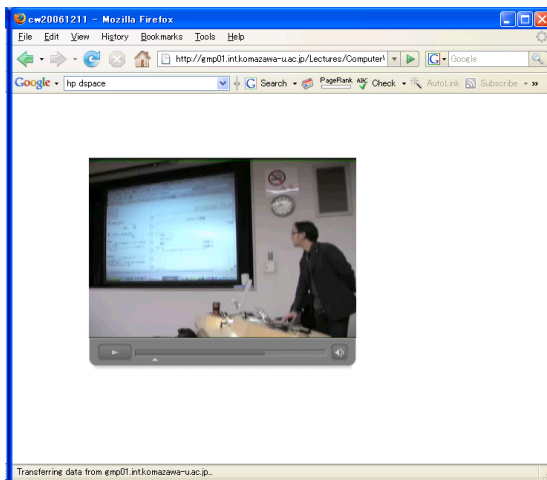 cw20061211 - Mozilla Firefox
File Edit View History Bookmarks Tools Help
http://gmp01.int.komazawa-u.ac.jp/Lectures/Computer\ Google
Google hp dspace Search PageRank ABC Check AutoLink Subscribe »
Transferring data from gmp01.int.komazawa-u.ac.jp...